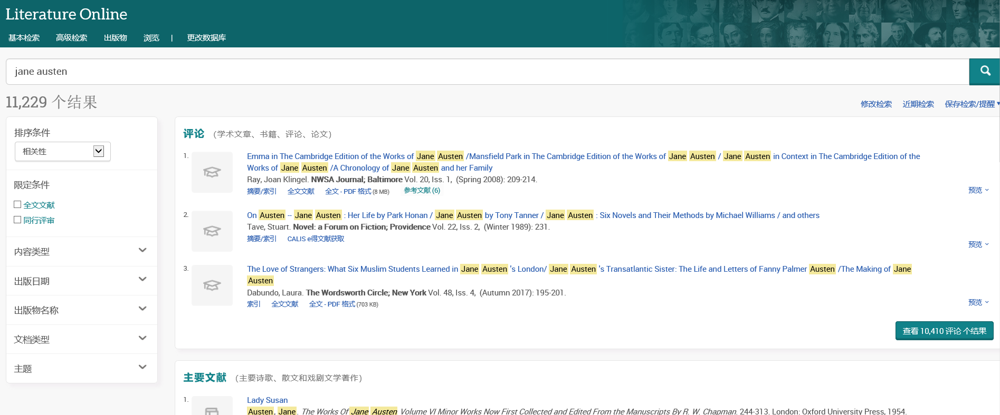 Literature Online
基本检索 高级检索 出版物 浏览 | 更改数据库
jane austen
11,229 个结果
修改检索 近期检索 保存检索/提醒
排序条件
相关性
限定条件
全文文献
同行评审
内容类型
出版日期
出版物名称
文档类型
主题
评论 (学术文章、书籍、评论、论文)
1.
Emma in The Cambridge Edition of the Works of Jane Austen /Mansfield Park in The Cambridge Edition of the Works of Jane Austen / Jane Austen in Context in The Cambridge Edition of the
Works of Jane Austen /A Chronology of Jane Austen and her Family
Ray, Joan Klingel. NWSA Journal; Baltimore Vol. 20, Iss. 1, (Spring 2008): 209-214.
摘要/索引 全文文献 全文 - PDF 格式 (8 MB) 参考文献 (6)
预览
2.
On Austen -- Jane Austen : Her Life by Park Honan / Jane Austen by Tony Tanner / Jane Austen : Six Novels and Their Methods by Michael Williams / and others
Tave, Stuart. Novel: a Forum on Fiction; Providence Vol. 22, Iss. 2, (Winter 1989): 231.
摘要/索引 CALIS e得文献获取
预览
3.
The Love of Strangers: What Six Muslim Students Learned in Jane Austen 's London/ Jane Austen 's Transatlantic Sister: The Life and Letters of Fanny Palmer Austen /The Making of Jane
Austen
Dabundo, Laura. The Wordsworth Circle; New York Vol. 48, Iss. 4, (Autumn 2017): 195-201.
索引 全文文献 全文 - PDF 格式 (703 KB)
预览
查看 10,410 评论 个结果
主要文献 (主要诗歌、散文和戏剧文学著作)
1.
Lady Susan
Austen, Jane. The Works Of Jane Austen Volume VI Minor Works Now First Collected and Edited From the Manuscripts By R. W. Chapman. 244-313. London: Oxford University Press, 1954.